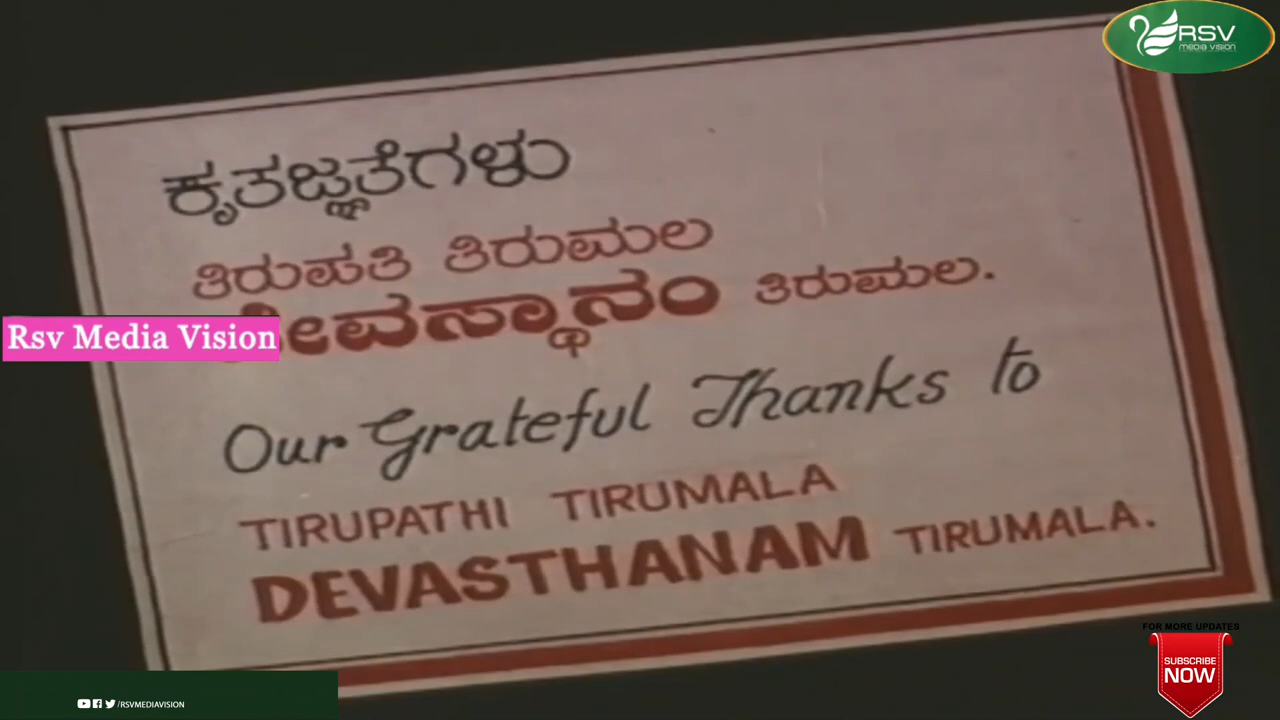 RSV
MEDIA VISION
ಕೃತಜ್ಞತೆಗಳು
ತಿರುಪತಿ ತಿರುಮಲ
ತಿರುಮಲ.
Rsv Media Vision
Our Grateful Thanks to
TIRUPATHI TIRUMALA
DEVASTHANAM TIRUMALA.
FOR MORE UPDATES
SUBSCRIBE
NOW
/RSVMEDIAVISION